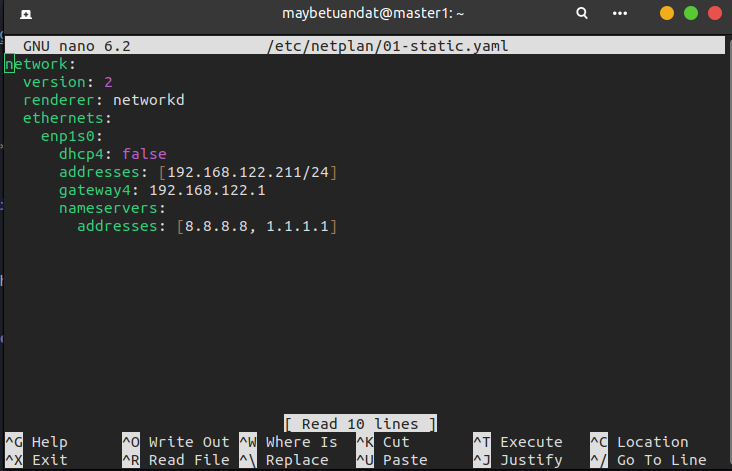 maybetuandat@master1: ~
GNU nano 6.2 /etc/netplan/01-static.yaml
network:
  version: 2
  renderer: networkd
  ethernets:
    enp1s0:
      dhcp4: false
      addresses: [192.168.122.211/24]
      gateway4: 192.168.122.1
      nameservers:
        addresses: [8.8.8.8, 1.1.1.1]
[ Read 10 lines ]
^G Help ^O Write Out ^W Where Is ^K Cut ^T Execute ^C Location
^X Exit ^R Read File ^\ Replace ^U Paste ^J Justify ^/ Go To Line